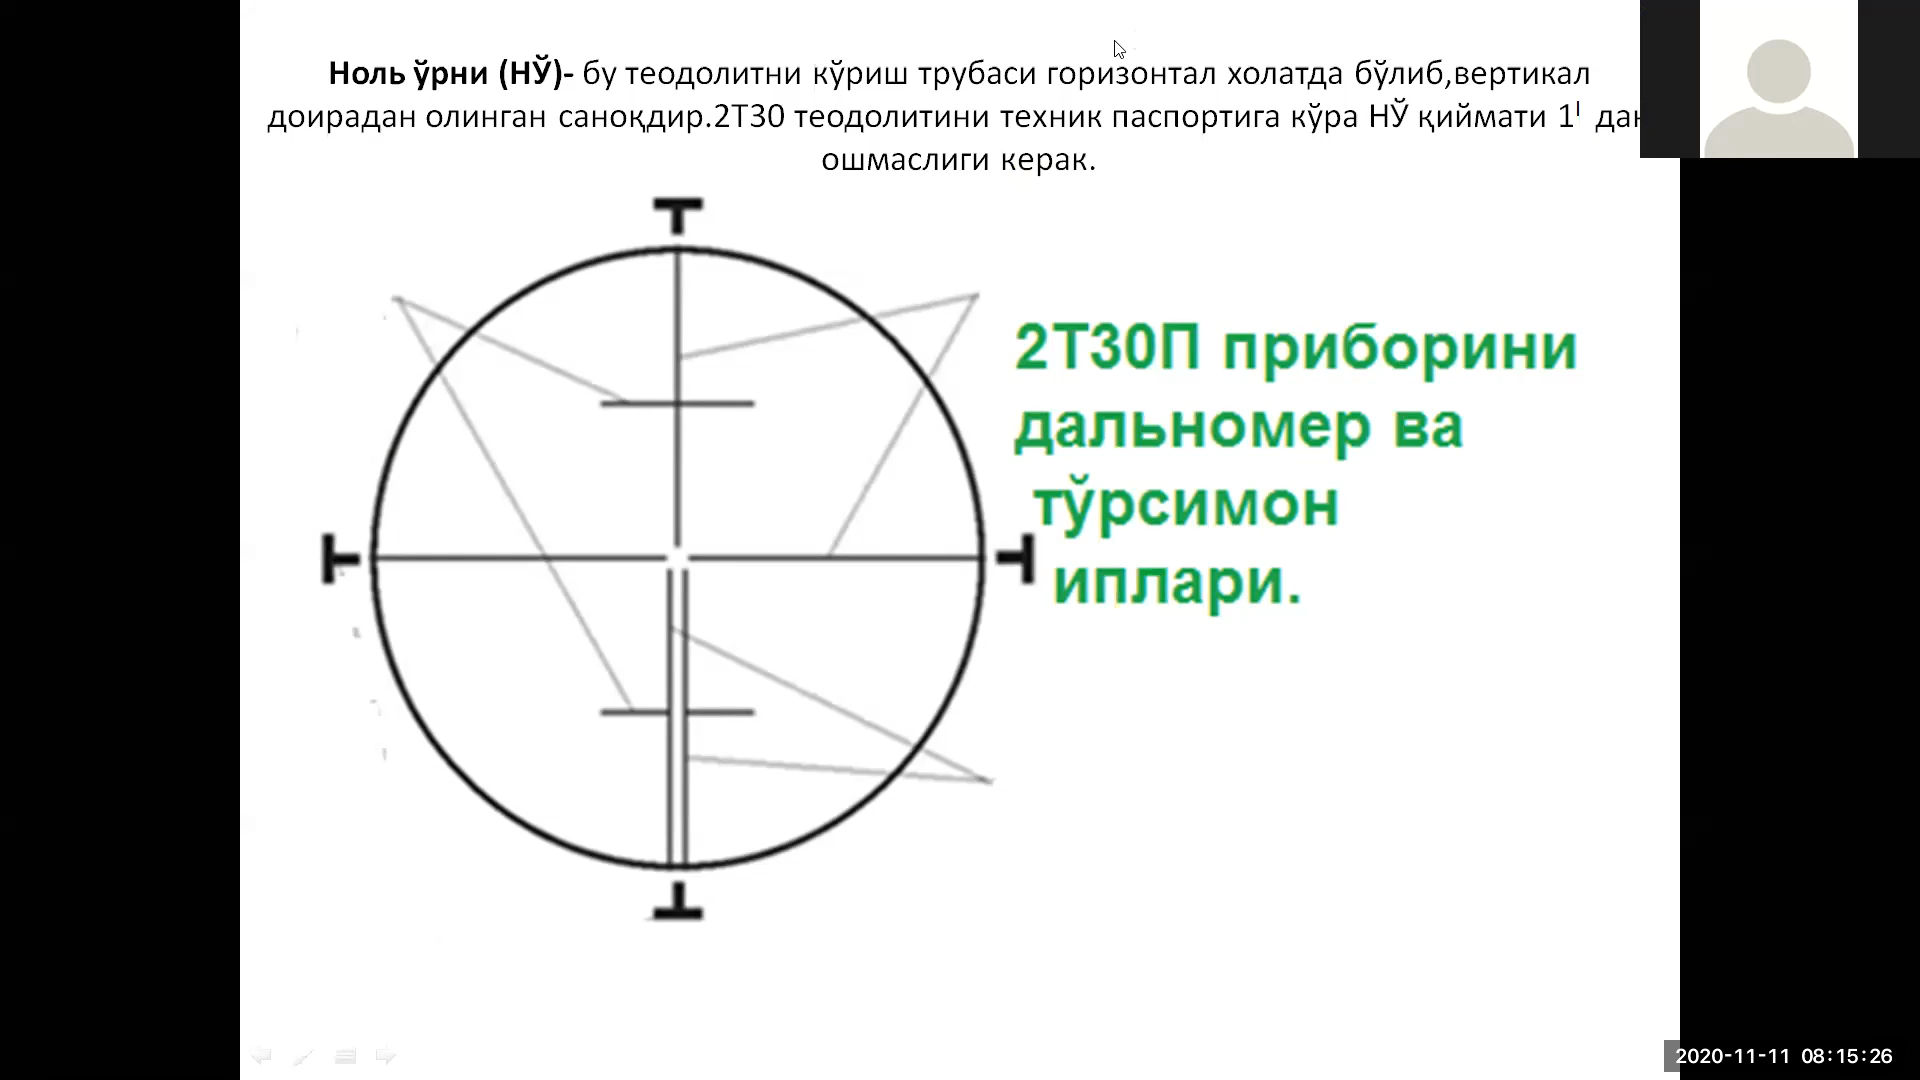 Ноль ўрни (НЎ)- бу теодолитни кўриш трубаси горизонтал холатда бўлиб,вертикал
доирадан олинган саноқдир.2Т30 теодолитини техник паспортига кўра НЎ қиймати 1ᴵ
ошмаслиги керак.
2Т30П приборини
дальномер ва
тўрсимон
иплари.
2020-11-11 08:15:26